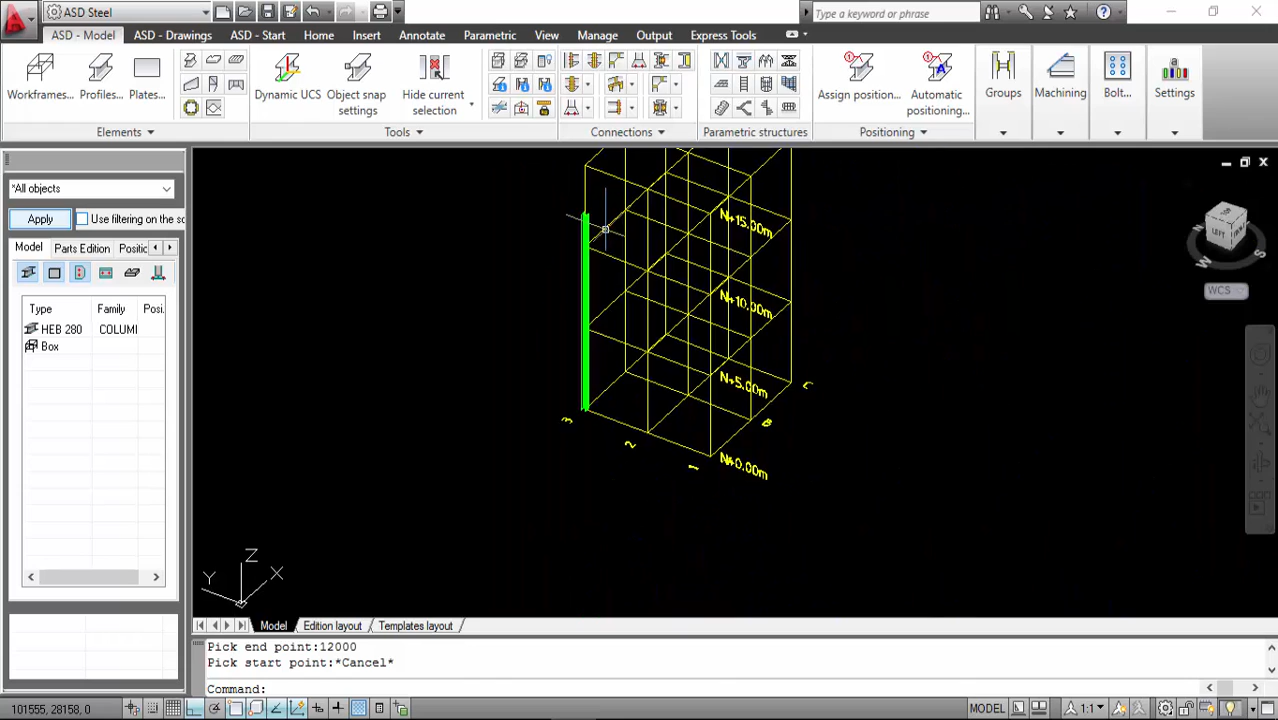 ASD Steel
Type a keyword or phrase
ASD - Model
ASD - Drawings
ASD - Start
Home
Insert
Annotate
Parametric
View
Manage
Output
Express Tools
Workframes...
Profiles...
Plates...
Dynamic UCS
Object snap
settings
Hide current
selection
Assign position...
Automatic
positioning...
Groups
Machining
Bolt...
Settings
Elements
Tools
Connections
Parametric structures
Positioning
*All objects
Apply
Use filtering on the sc
Model
Parts Edition
Positic
Type
Family
Posi.
HEB 280
COLUMI
Box
N+15.00m
N+10.00m
N+5.00m
N+0.00m
3
2
1
B
C
LEFT
W
S
WCS
Z
Y
X
Model
Edition layout
Templates layout
Pick end point:12000
Pick start point:*Cancel*
Command:
101555, 28158, 0
MODEL
1:1